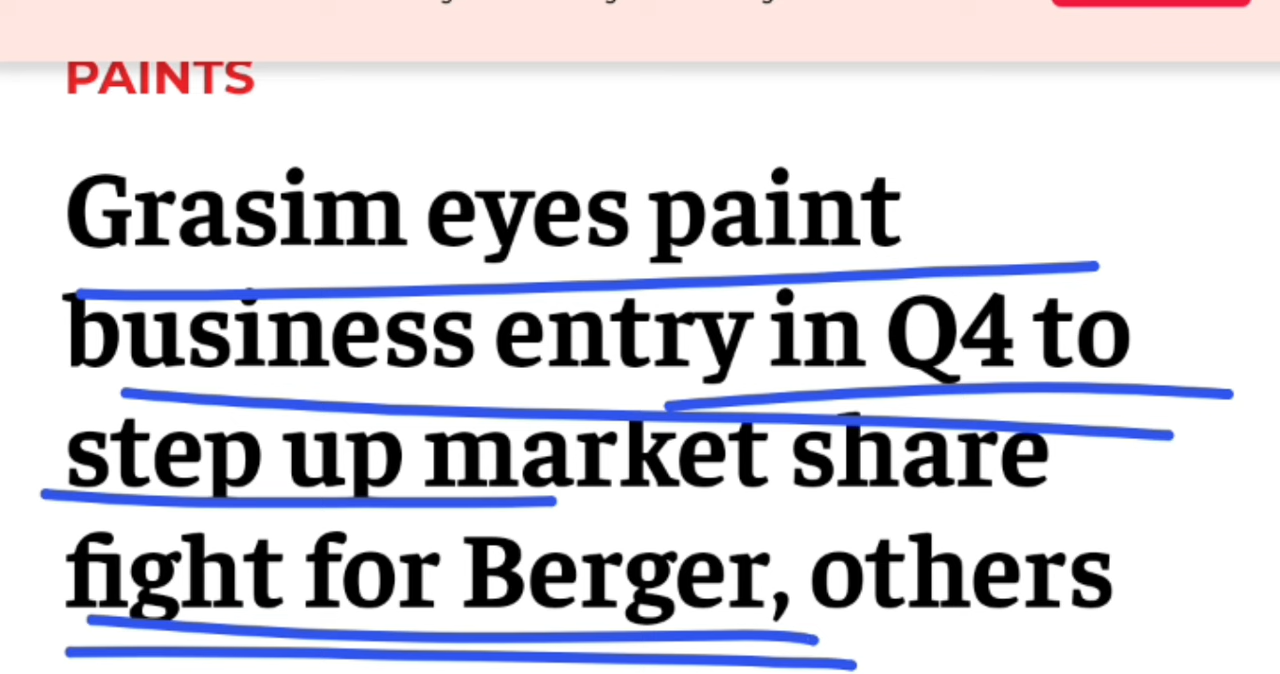 PAINTS
Grasim eyes paint
business entry in Q4 to
step up market share
fight for Berger, others